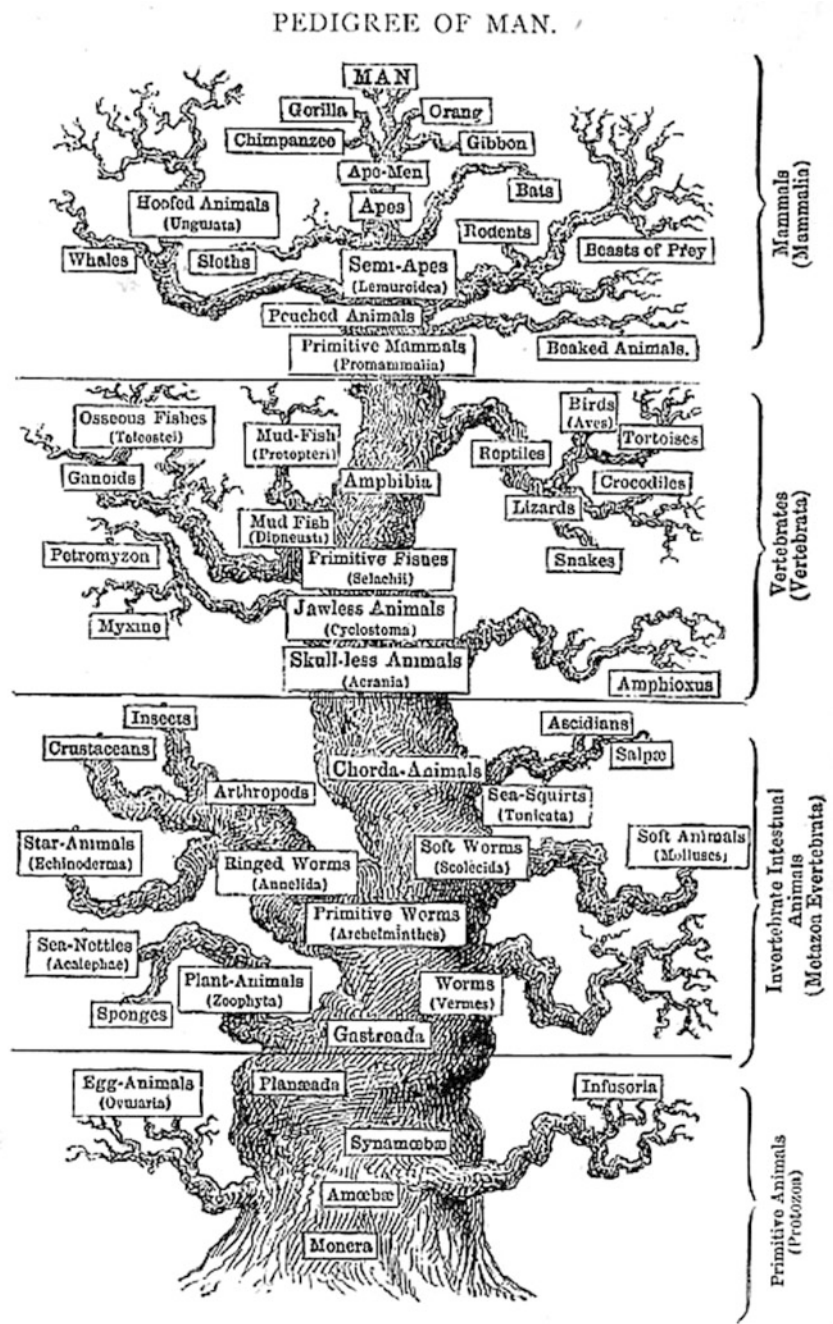 PEDIGREE OF MAN.
MAN
Gorilla
Orang
Chimpanzee
Gibbon
Ape-Men
Bats
Hoofed Animals
(Ungulata)
Apes
Rodents
Whales
Sloths
Semi-Apes
(Lemuroidea)
Beasts of Prey
Pouched Animals
Primitive Mammals
(Promammalia)
Beaked Animals.
Mammals
(Mammalia)
Osseous Fishes
(Teleostei)
Mud-Fish
(Protopteri)
Birds
(Aves)
Tortoises
Ganoids
Amphibia
Reptiles
Crocodiles
Lizards
Mud Fish
(Dipneusti)
Petromyzon
Primitive Fishes
(Selachii)
Snakes
Myxine
Jawless Animals
(Cyclostoma)
Skull-less Animals
(Acrania)
Amphioxus
Vertebrates
(Vertebrata)
Insects
Ascidians
Crustaceans
Salpæ
Chorda-Animals
Arthropods
Sea-Squirts
(Tunicata)
Star-Animals
(Echinoderma)
Ringed Worms
(Annelida)
Soft Worms
(Scolecida)
Soft Animals
(Molluscs)
Primitive Worms
(Archelminthes)
Sea-Nettles
(Acalephae)
Plant-Animals
(Zoophyta)
Worms
(Vermes)
Sponges
Gastreada
Invertebrate Intestinal
Animals
(Metazoa Evertebrata)
Egg-Animals
(Ovularia)
Planæada
Infusoria
Synamœbæ
Amœbæ
Monera
Primitive Animals
(Protozoa)